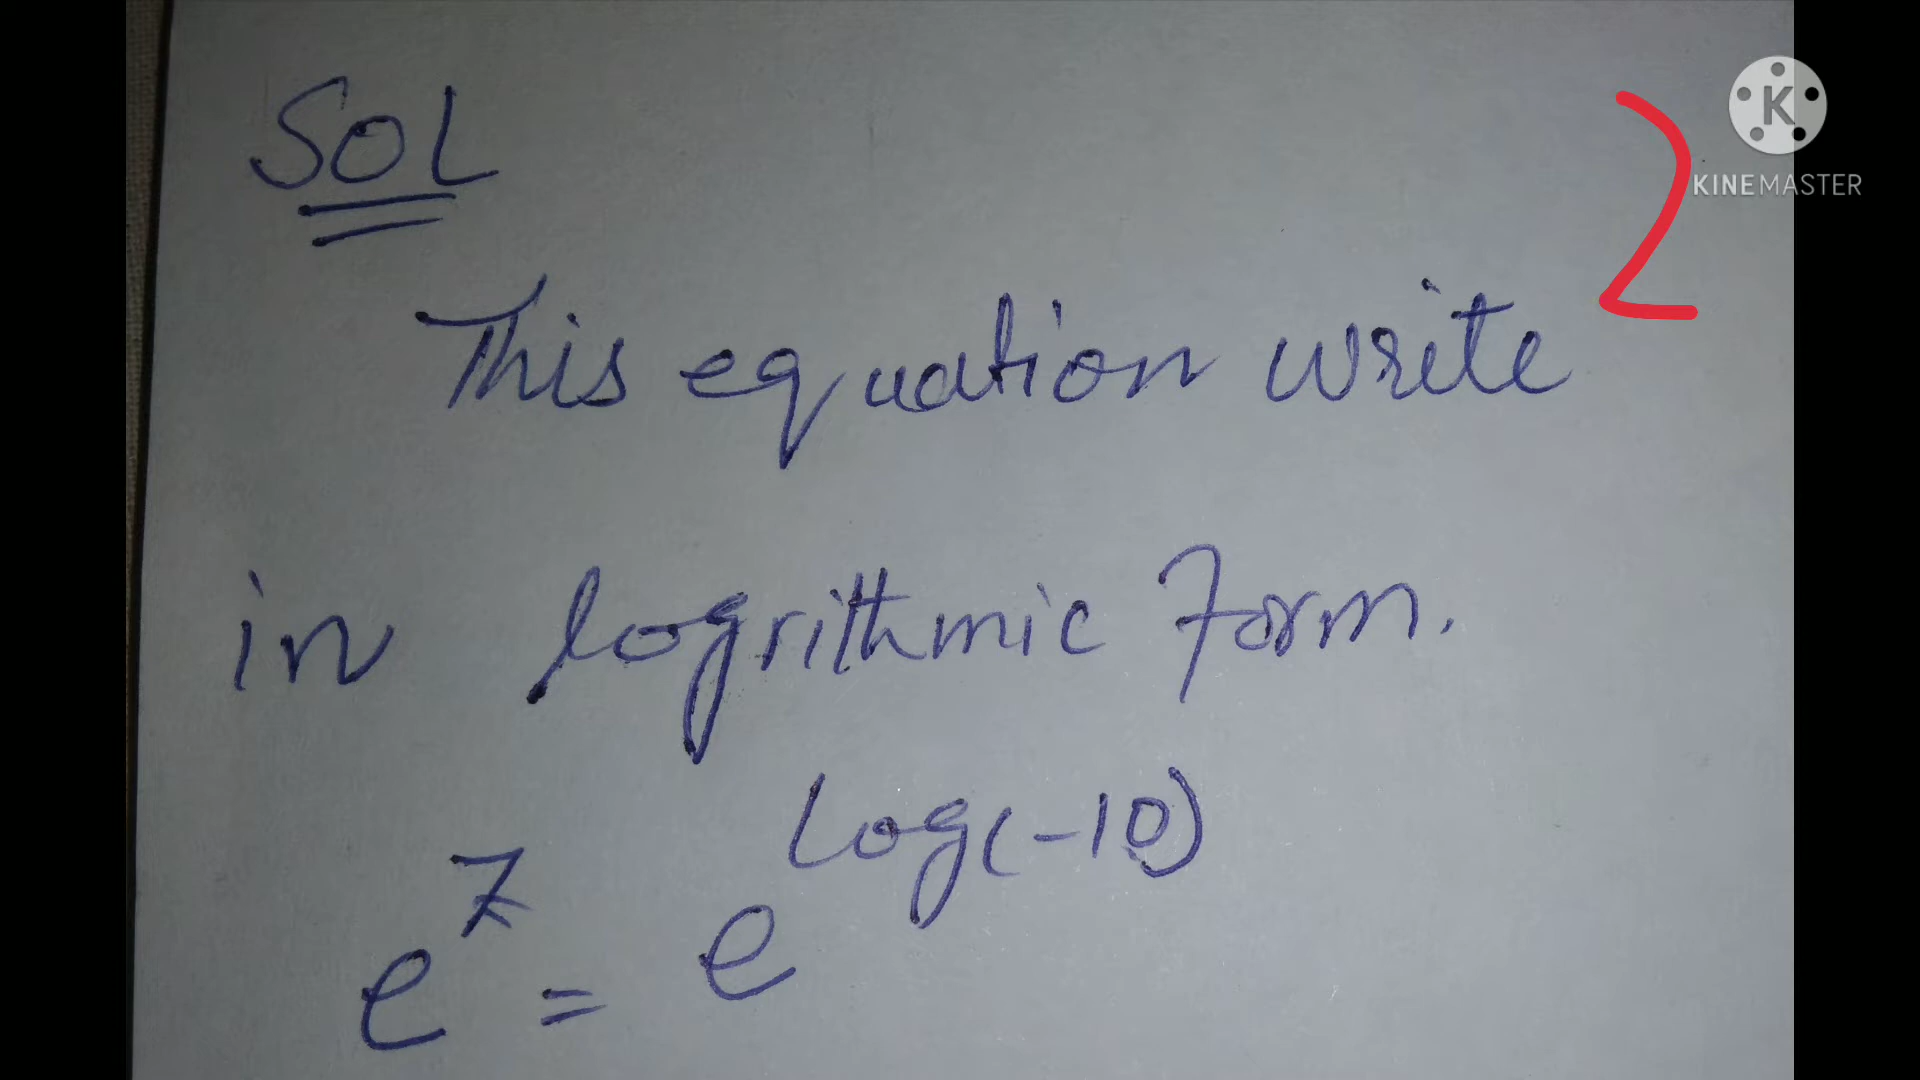 SOL
2
K
KINEMASTER
This equation write
in logrithmic Form.
e^z = e^log(-10)